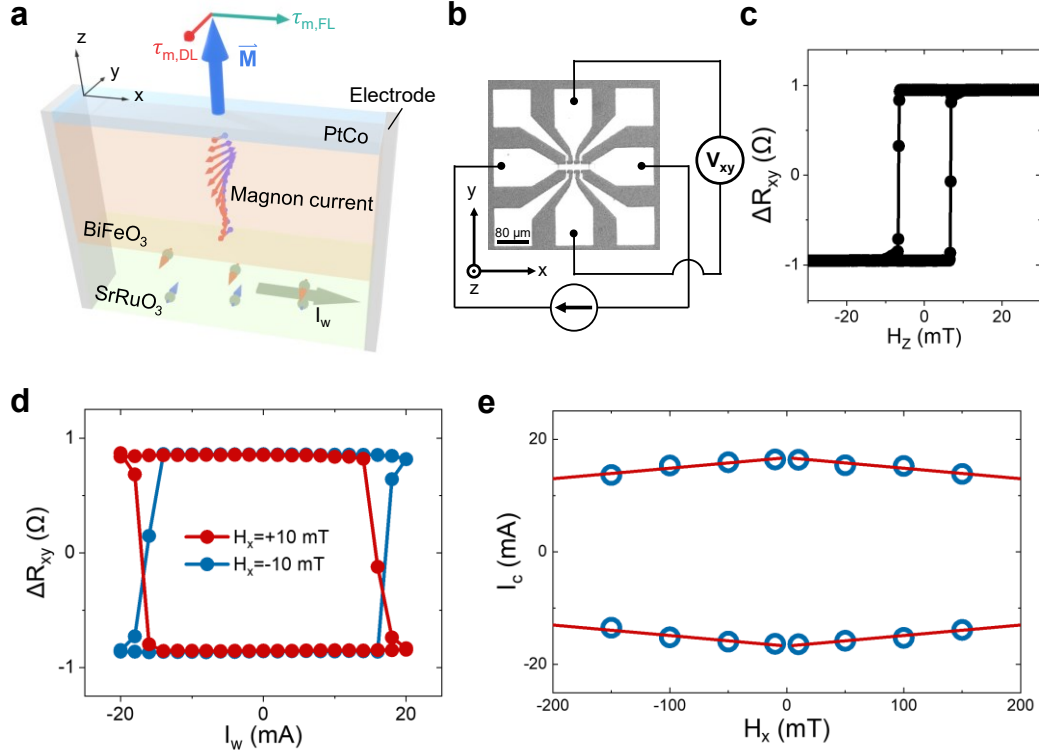 a
τm,FL
τm,DL
M
z
y
x
Electrode
PtCo
Magnon current
BiFeO3
SrRuO3
Iw
b
Vxy
y
80 μm
x
z
c
ΔRxy (Ω)
1
0
-1
-20 0 20
HZ (mT)
d
ΔRxy (Ω)
1
0
-1
Hx=+10 mT
Hx=-10 mT
-20 0 20
Iw (mA)
e
Ic (mA)
20
0
-20
-200 -100 0 100 200
Hx (mT)